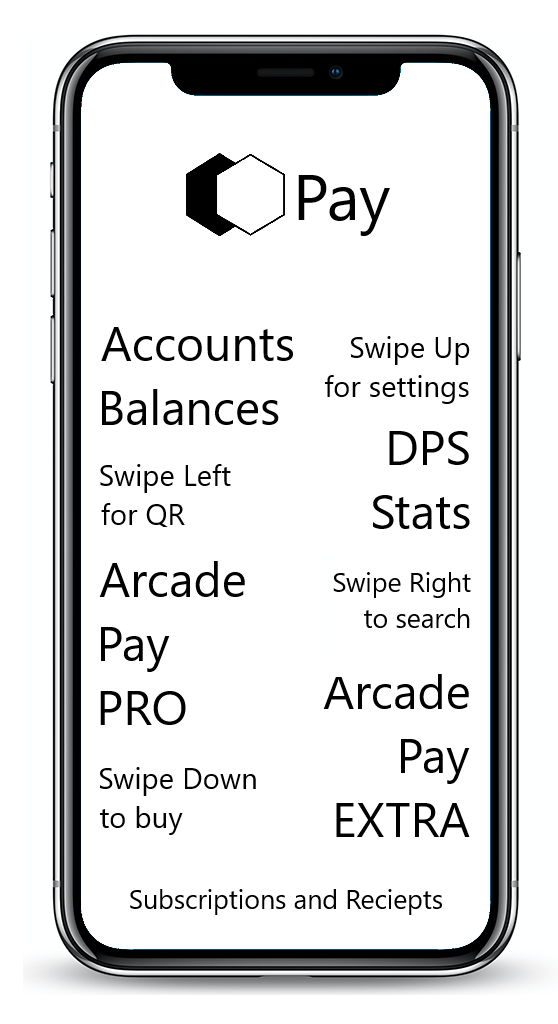 Pay
Accounts
Balances
Swipe Left
for QR
Arcade
Pay
PRO
Swipe Down
to buy
Swipe Up
for settings
DPS
Stats
Swipe Right
to search
Arcade
Pay
EXTRA
Subscriptions and Reciepts